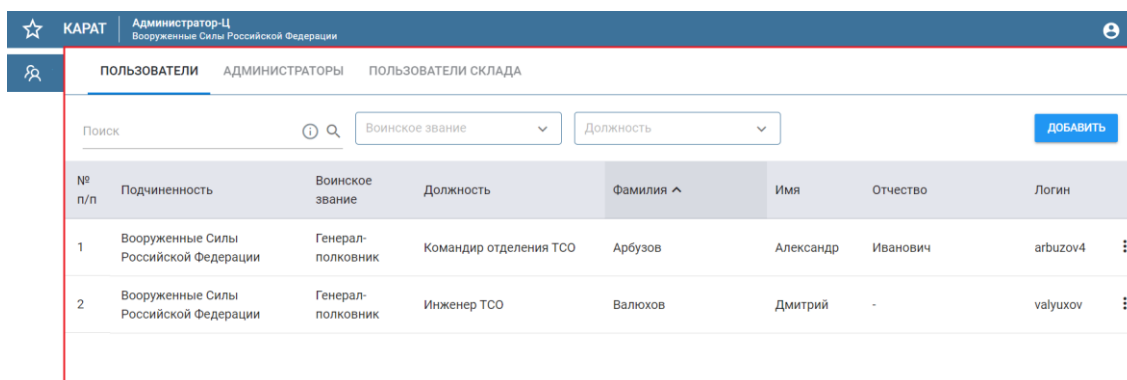 КАРАТ
Администратор-Ц
Вооруженные Силы Российской Федерации
ПОЛЬЗОВАТЕЛИ АДМИНИСТРАТОРЫ ПОЛЬЗОВАТЕЛИ СКЛАДА
Поиск Воинское звание Должность ДОБАВИТЬ
№ п/п Подчиненность Воинское звание Должность Фамилия Имя Отчество Логин
1 Вооруженные Силы Российской Федерации Генерал-полковник Командир отделения ТСО Арбузов Александр Иванович arbuzov4
2 Вооруженные Силы Российской Федерации Генерал-полковник Инженер ТСО Валюхов Дмитрий - valyuxov